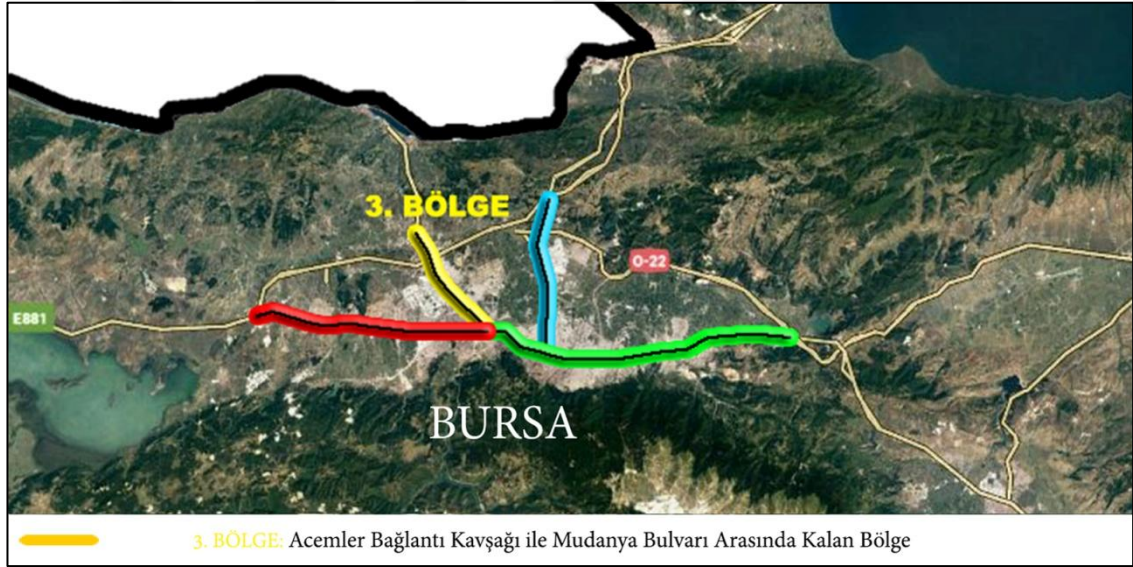 3. BÖLGE
O-22
E881
BURSA
3. BÖLGE: Acemler Bağlantı Kavşağı ile Mudanya Bulvarı Arasında Kalan Bölge